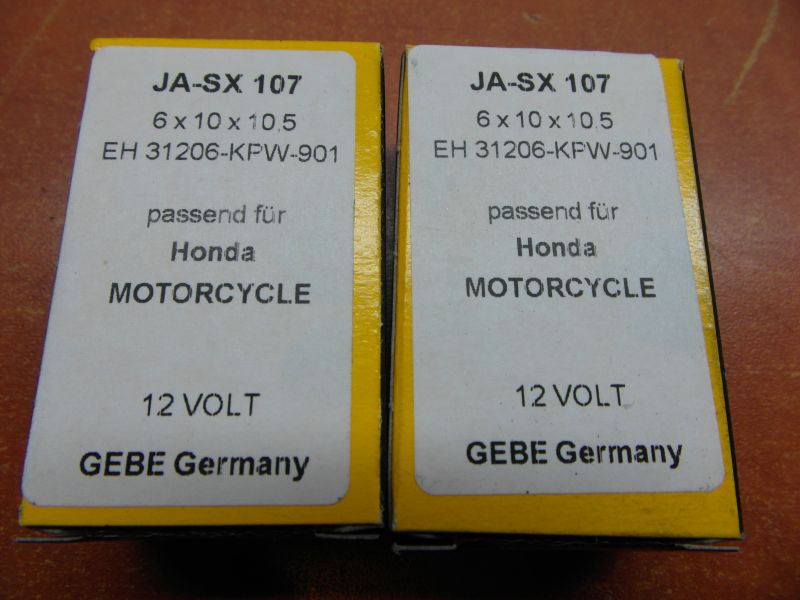 JA-SX 107
6 x 10 x 10.5
EH 31206-KPW-901
passend für
Honda
MOTORCYCLE
12 VOLT
GEBE Germany
JA-SX 107
6 x 10 x 10.5
EH 31206-KPW-901
passend für
Honda
MOTORCYCLE
12 VOLT
GEBE Germany